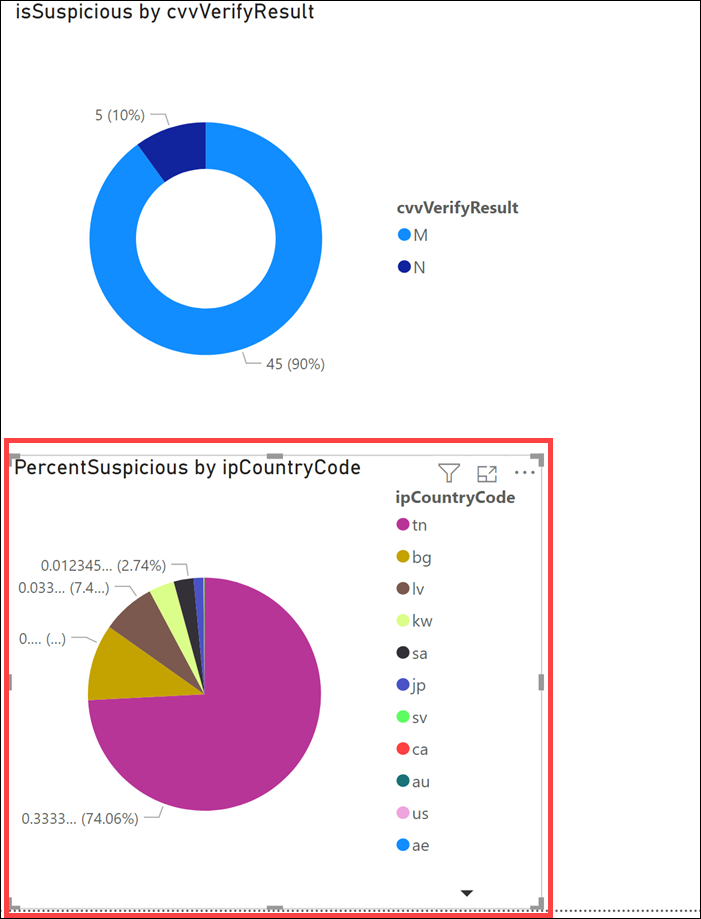 isSuspicious by cvvVerifyResult
5 (10%)
cvvVerifyResult
M
N
45 (90%)
PercentSuspicious by ipCountryCode
ipCountryCode
tn
bg
lv
kw
sa
jp
sv
ca
au
us
ae
0.012345... (2.74%)
0.033... (7.4...)
0.... (...)
0.3333... (74.06%)